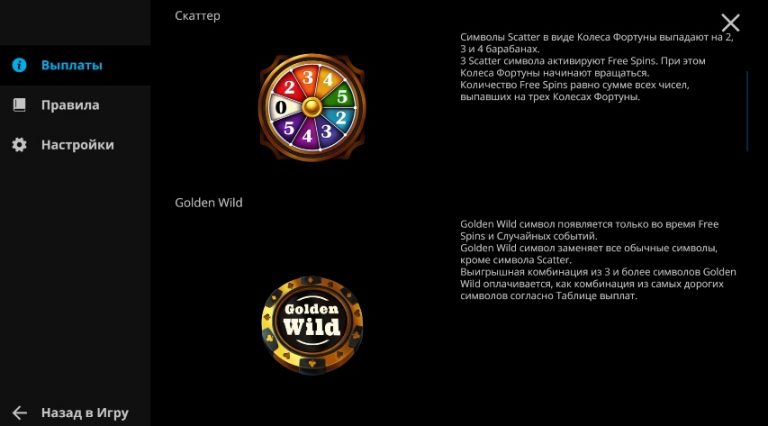 Скаттер
Символы Scatter в виде Колеса Фортуны выпадают на 2,
3 и 4 барабанах.
3 Scatter символа активируют Free Spins. При этом
Колеса Фортуны начинают вращаться.
Количество Free Spins равно сумме всех чисел,
выпавших на трех Колесах Фортуны.
Выплаты
Правила
Настройки
3
4
5
2
3
4
5
0
2
Golden Wild
Golden Wild символ появляется только во время Free
Spins и Случайных событий.
Golden Wild символ заменяет все обычные символы,
кроме символа Scatter.
Выигрышная комбинация из 3 и более символов Golden
Wild оплачивается, как комбинация из самых дорогих
символов согласно Таблице выплат.
Golden
Wild
Назад в Игру